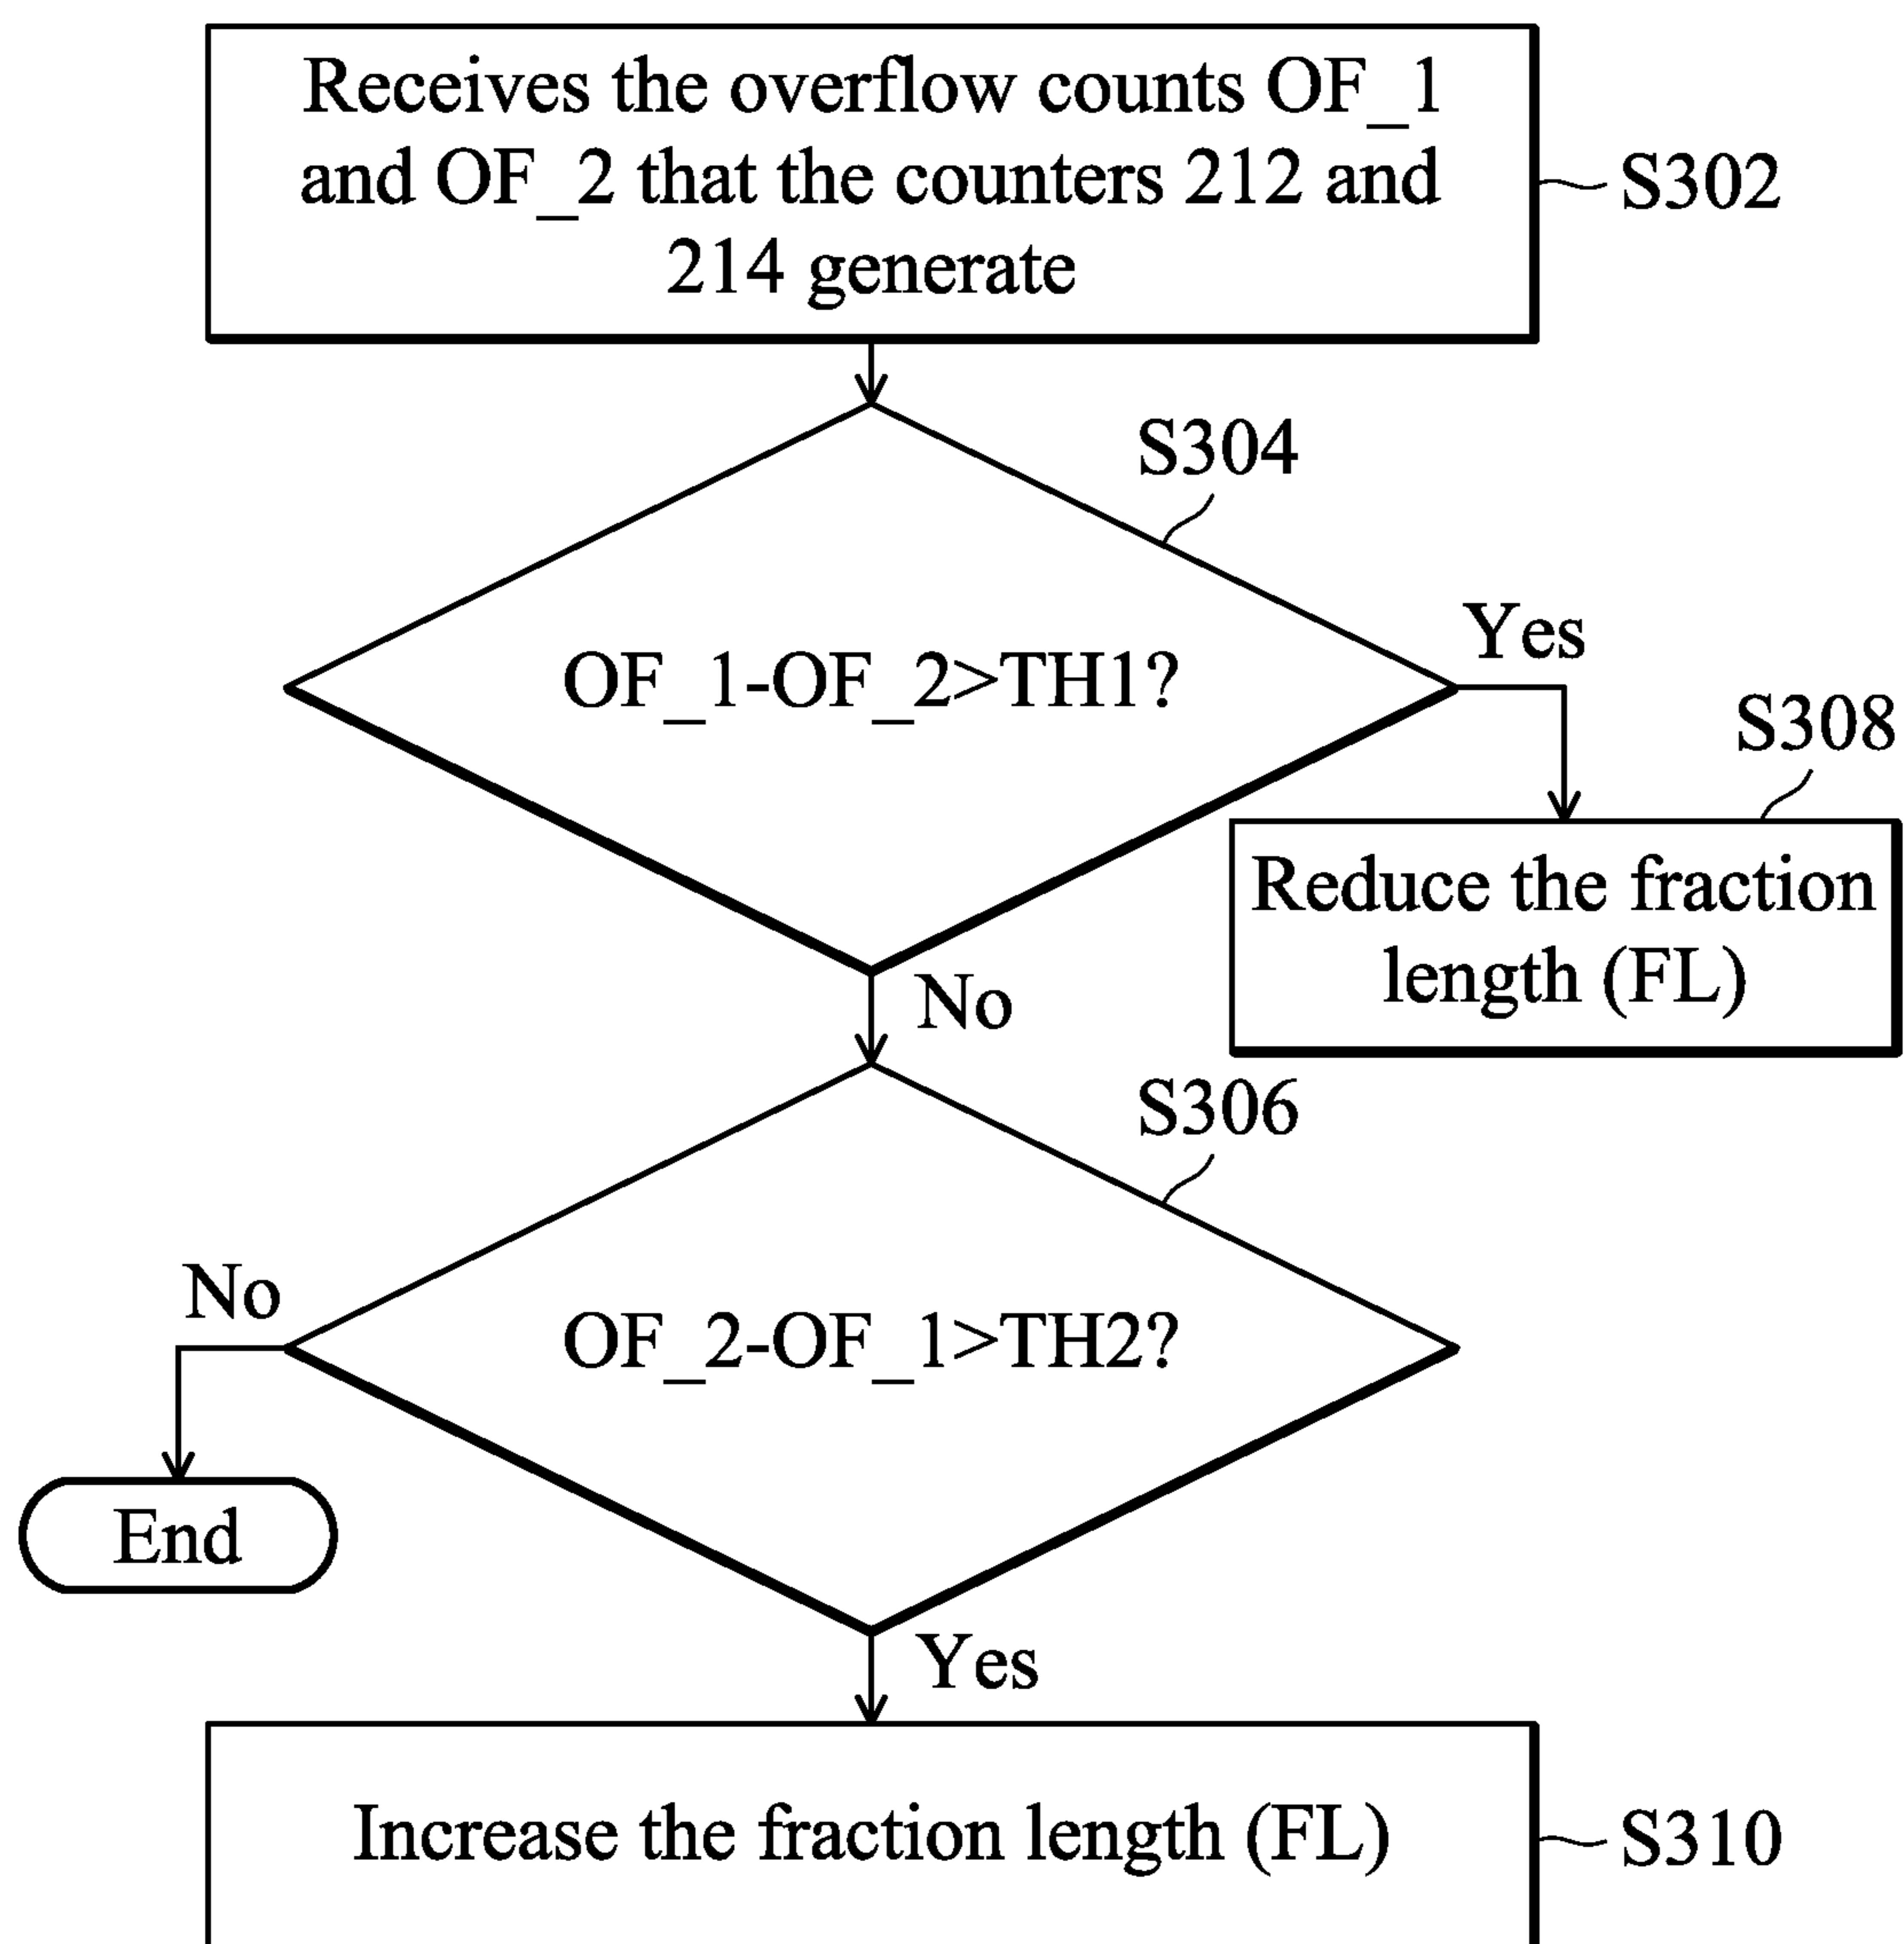 Receives the overflow counts OF_1
and OF_2 that the counters 212 and
214 generate
S302
S304
OF_1-OF_2>TH1?
Yes
S308
Reduce the fraction
length (FL)
No
S306
OF_2-OF_1>TH2?
No
End
Yes
Increase the fraction length (FL)
S310